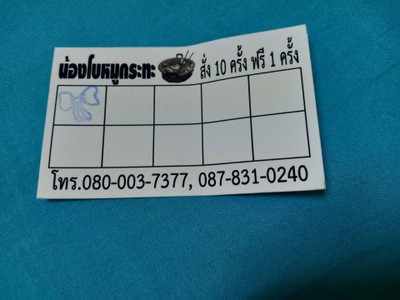 น้องโบหมูกระทะ สั่ง 10 ครั้ง ฟรี 1 ครั้ง
โทร.080-003-7377, 087-831-0240